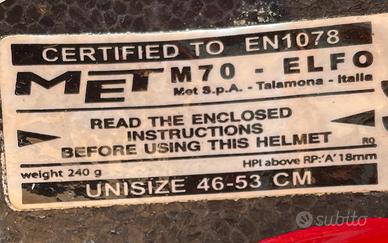 CERTIFIED TO EN1078
MET M70 - ELFO
Met S.p.A. - Talamona - Italia
READ THE ENCLOSED
INSTRUCTIONS
BEFORE USING THIS HELMET
RQ
weight 240 g HPI above RP:'A' 18mm
UNISIZE 46-53 CM
subito